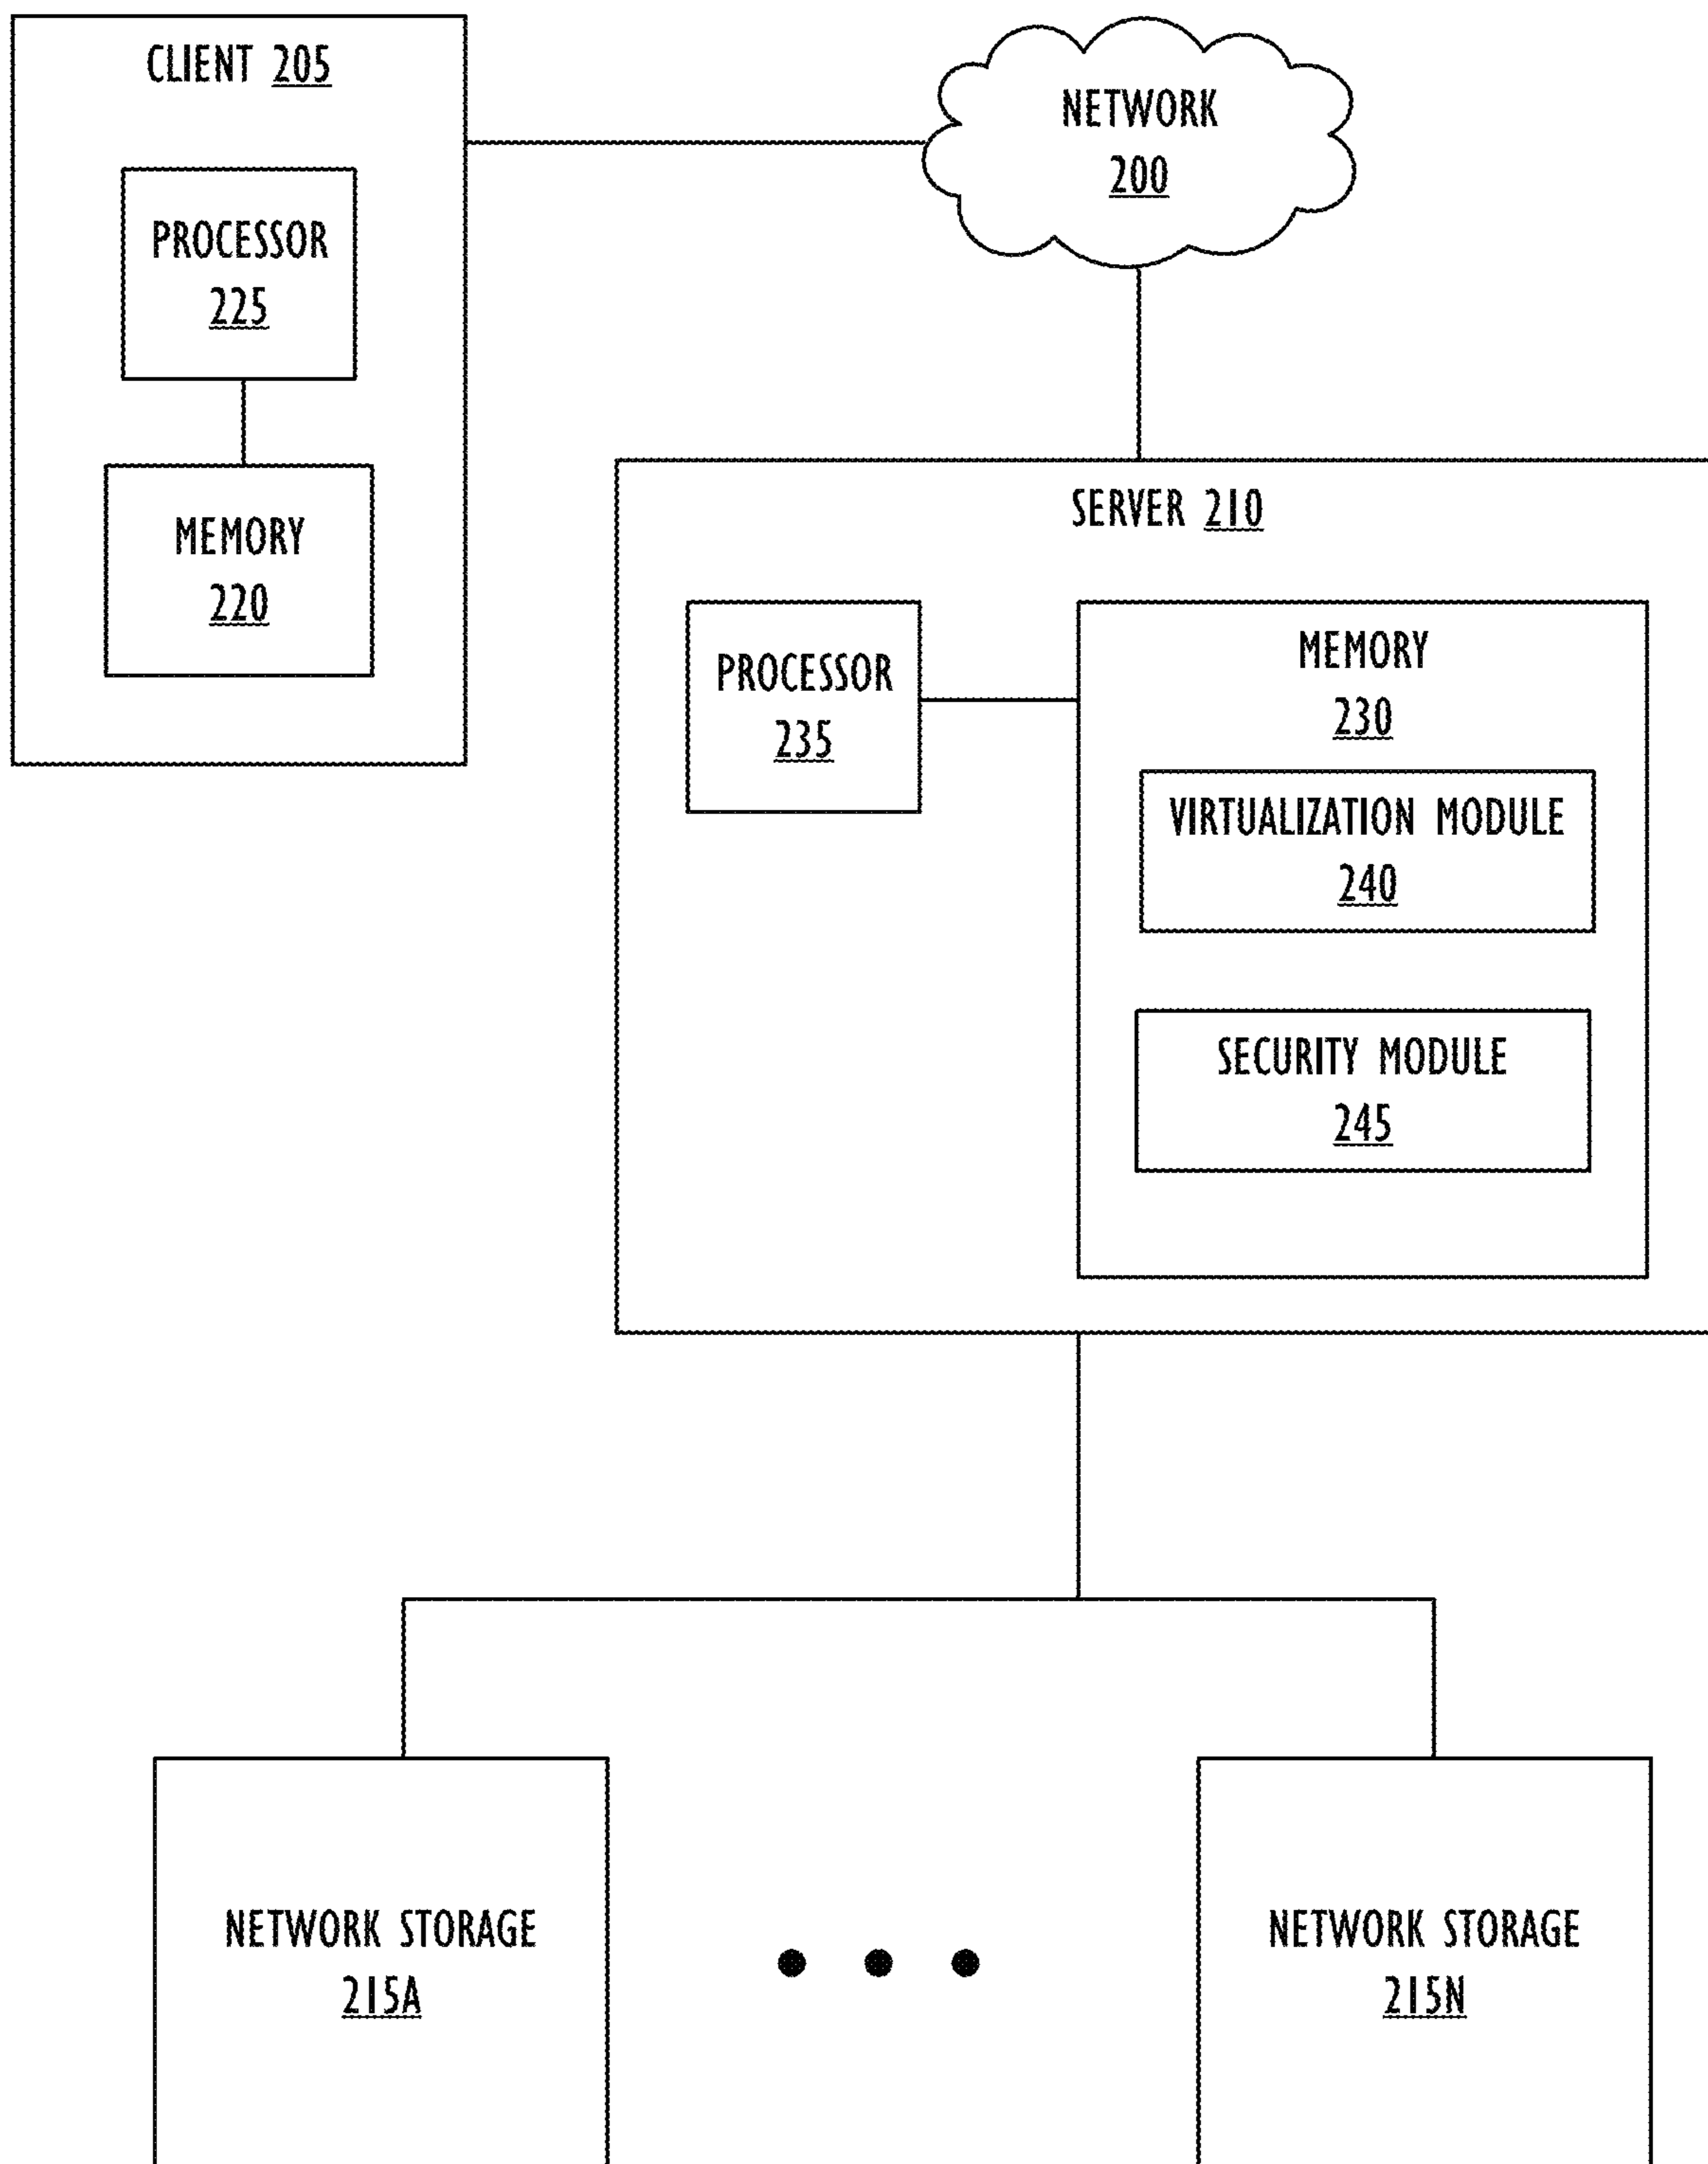 CLIENT 205
PROCESSOR
225
MEMORY
220
NETWORK
200
SERVER 210
PROCESSOR
235
MEMORY
230
VIRTUALIZATION MODULE
240
SECURITY MODULE
245
NETWORK STORAGE
215A
NETWORK STORAGE
215N